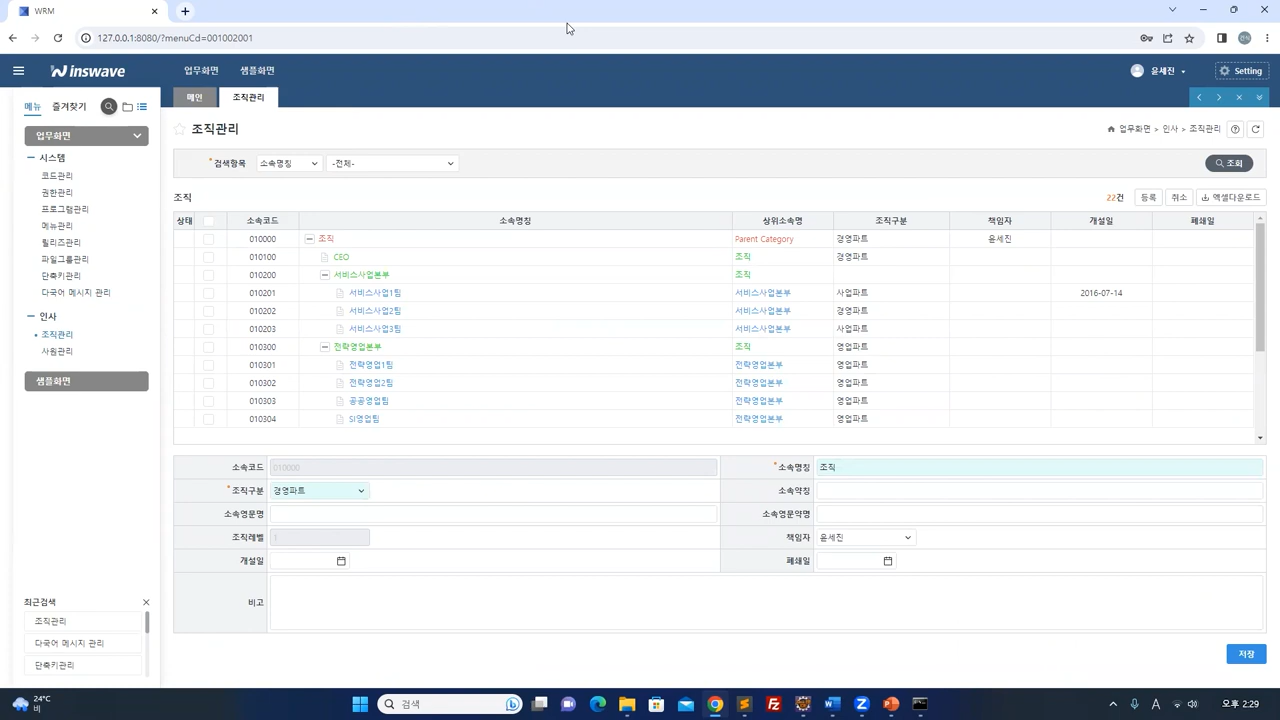 WRM
127.0.0.1:8080/?menuCd=001002001
inswave 업무화면 샘플화면 윤세진 Setting
메뉴 즐겨찾기
메인 조직관리
업무화면
시스템
코드관리
권한관리
프로그램관리
메뉴관리
릴리즈관리
파일그룹관리
단축키관리
다국어 메시지 관리
인사
조직관리
사원관리
샘플화면
최근검색
조직관리
다국어 메시지 관리
단축키관리
조직관리 업무화면 > 인사 > 조직관리
*검색항목 소속명칭 -전체- 조회
조직 22건 등록 취소 엑셀다운로드
상태 소속코드 소속명칭 상위소속명 조직구분 책임자 개설일 폐쇄일
010000 조직 Parent Category 경영파트 윤세진
010100 CEO 조직 경영파트
010200 서비스사업본부 조직
010201 서비스사업1팀 서비스사업본부 사업파트 2016-07-14
010202 서비스사업2팀 서비스사업본부 경영파트
010203 서비스사업3팀 서비스사업본부 사업파트
010300 전략영업본부 조직 영업파트
010301 전략영업1팀 전략영업본부 영업파트
010302 전략영업2팀 전략영업본부 영업파트
010303 공공영업팀 전략영업본부 영업파트
010304 SI영업팀 전략영업본부 영업파트
소속코드 010000 *소속명칭 조직
*조직구분 경영파트 소속약칭
소속영문명 소속영문약명
조직레벨 1 책임자 윤세진
개설일 폐쇄일
비고
저장
24°C
비
검색
A 오후 2:29